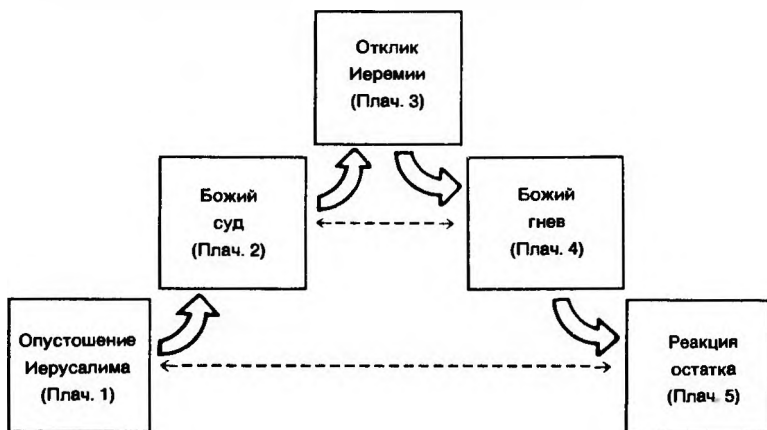 Отклик
Иеремии
(Плач. 3)
Божий
суд
(Плач. 2)
Божий
гнев
(Плач. 4)
Опустошение
Иерусалима
(Плач. 1)
Реакция
остатка
(Плач. 5)